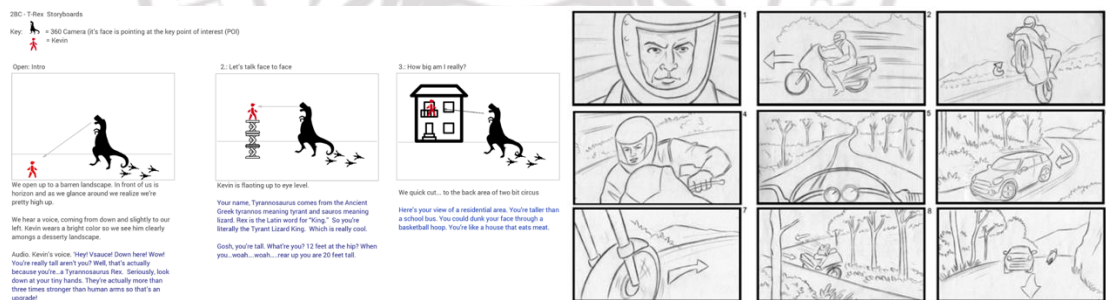 2BC - T-Rex Storyboards
Key: = 360 Camera (it's face is pointing at the key point of interest (POI)
= Kevin
Open: Intro
We open up to a barren landscape. In front of us is
horizon and as we glance around we realize we're
pretty high up.
We hear a voice, coming from down and slightly to our
left. Kevin wears a bright color so we see him clearly
amongst a desserty landscape.
Audio. Kevin's voice. 'Hey! Vsauce! Down here! Wow!
You're really tall aren't you? Well, that's actually
because you're..a Tyrannosaurus Rex. Seriously, look
down at your tiny hands. They're actually more than
three times stronger than human arms so that's an
upgrade!
2.: Let's talk face to face
Kevin is flaoting up to eye level.
Your name, Tyrannosaurus comes from the Ancient
Greek tyrannos meaning tyrant and sauros meaning
lizard. Rex is the Latin word for "King." So you're
literally the Tyrant Lizard King. Which is really cool.
Gosh, you're tall. What're you? 12 feet at the hip? When
you...woah....woah....rear up you are 20 feet tall.
3.: How big am I really?
We quick cut... to the back area of two bit circus
Here's your view of a residential area. You're taller than
a school bus. You could dunk your face through a
basketball hoop. You're like a house that eats meat.
1
2
4
5
7
8